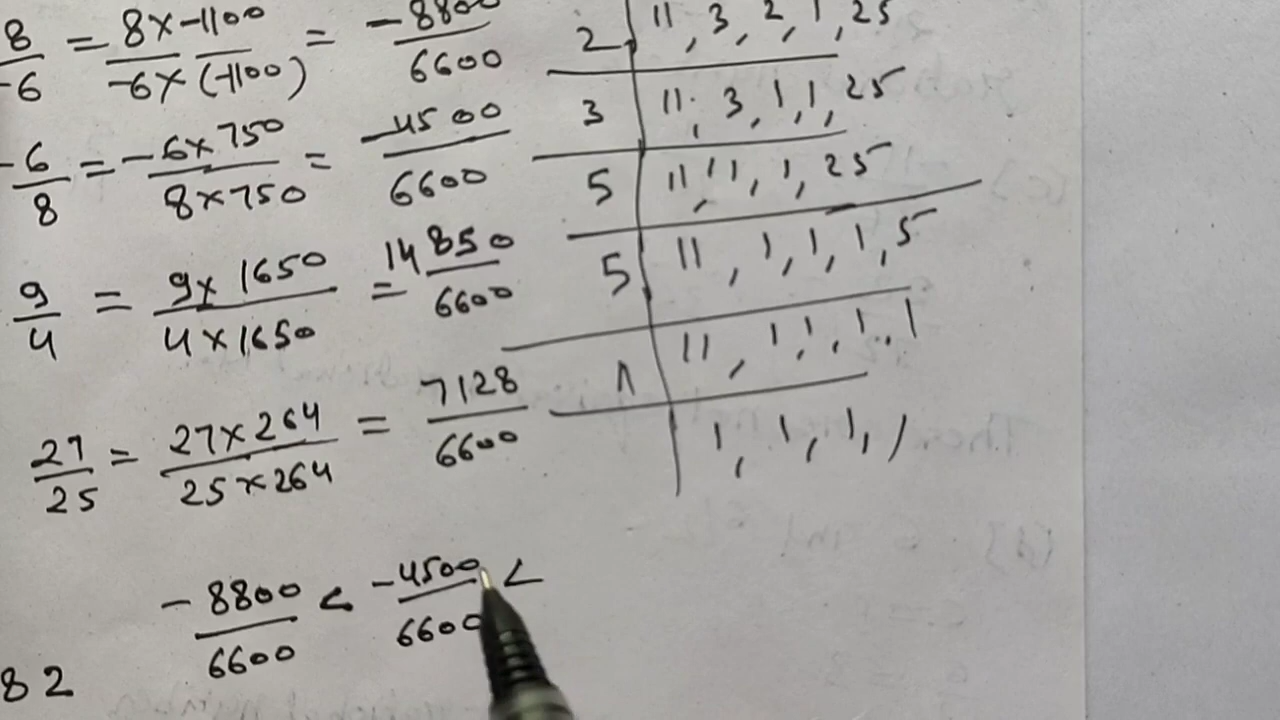 8/-6 = 8×-1100/-6×(-1100) = -8800/6600
-6/8 = -6×750/8×750 = -4500/6600
9/4 = 9×1650/4×1650 = 14850/6600
27/25 = 27×264/25×264 = 7128/6600
-8800/6600 < -4500/6600 <
82
2 | 11, 3, 2, 1, 25
3 | 11, 3, 1, 1, 25
5 | 11, 1, 1, 25
5 | 11, 1, 1, 1, 5
11, 1, 1, 1, 1
1, 1, 1, 1